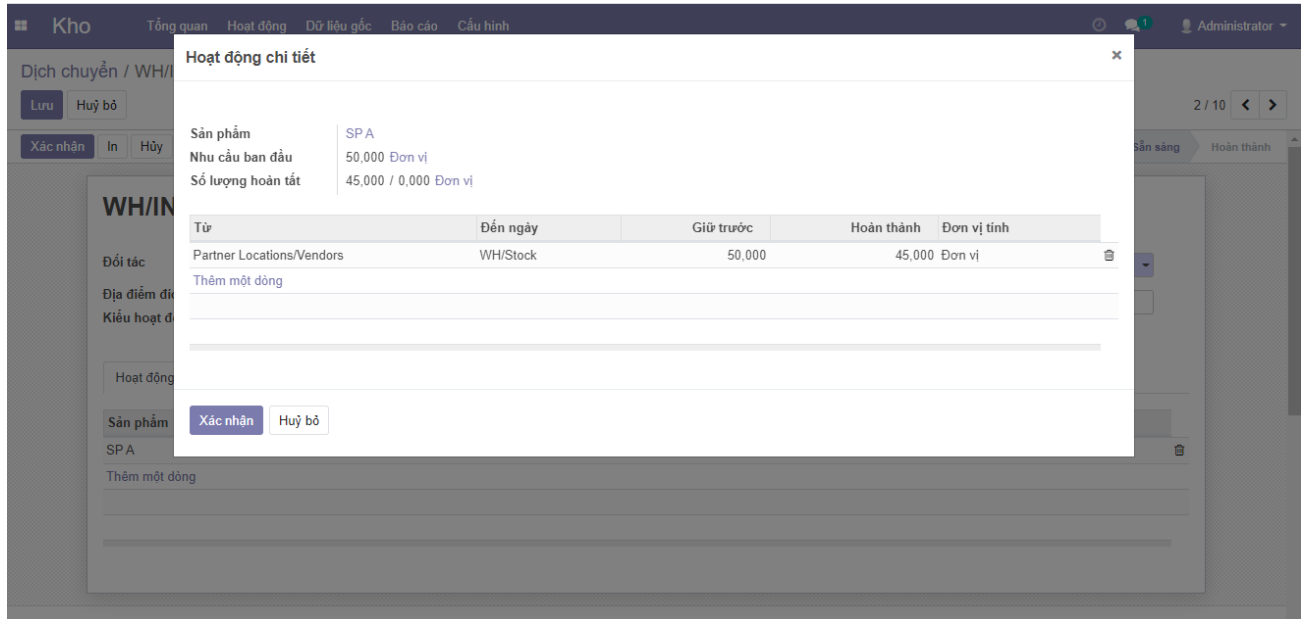 Kho Tổng quan Hoạt động Dữ liệu gốc Báo cáo Cấu hình 1 Administrator
Hoạt động chi tiết ×
Dịch chuyển / WH/I
Lưu Huỷ bỏ 2 / 10
Xác nhận In Hủy Sẵn sàng Hoàn thành
Sản phẩm SP A
Nhu cầu ban đầu 50,000 Đơn vị
Số lượng hoàn tất 45,000 / 0,000 Đơn vị
WH/IN
Từ Đến ngày Giữ trước Hoàn thành Đơn vị tính
Partner Locations/Vendors WH/Stock 50,000 45,000 Đơn vị
Thêm một dòng
Đối tác
Địa điểm đíc
Kiểu hoạt đ
Hoạt động
Xác nhận Huỷ bỏ
Sản phẩm
SP A
Thêm một dòng